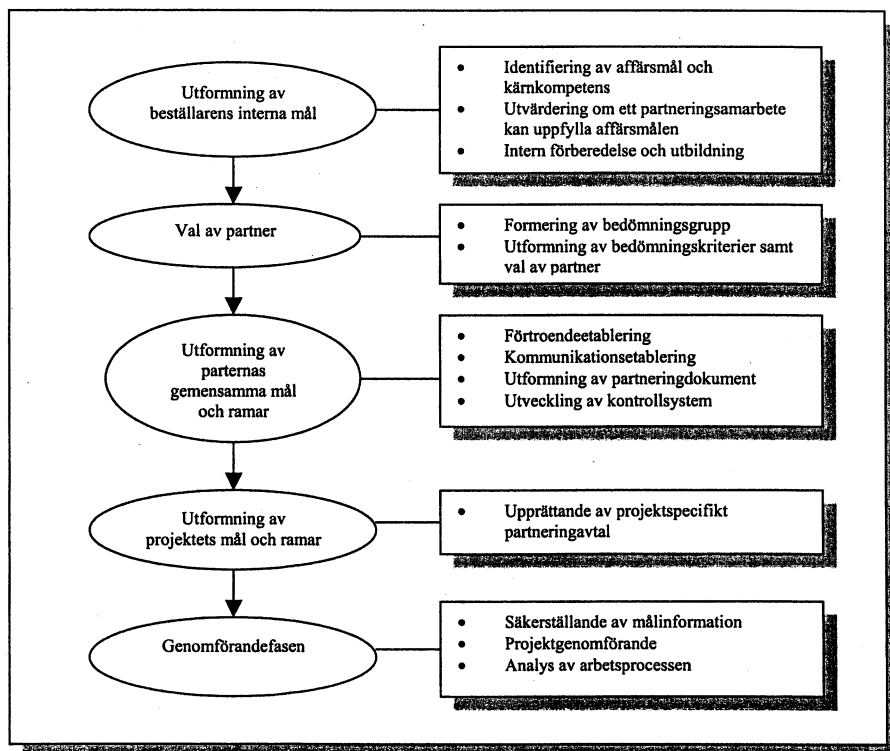 Utformning av
beställarens interna mål
• Identifiering av affärsmål och
kärnkompetens
• Utvärdering om ett partneringsamarbete
kan uppfylla affärsmålen
• Intern förberedelse och utbildning
Val av partner
• Formering av bedömningsgrupp
• Utformning av bedömningskriterier samt
val av partner
Utformning av
parternas
gemensamma mål
och ramar
• Förtroendeetablering
• Kommunikationsetablering
• Utformning av partneringdokument
• Utveckling av kontrollsystem
Utformning av
projektets mål och ramar
• Upprättande av projektspecifikt
partneringavtal
Genomförandefasen
• Säkerställande av målinformation
• Projektgenomförande
• Analys av arbetsprocessen